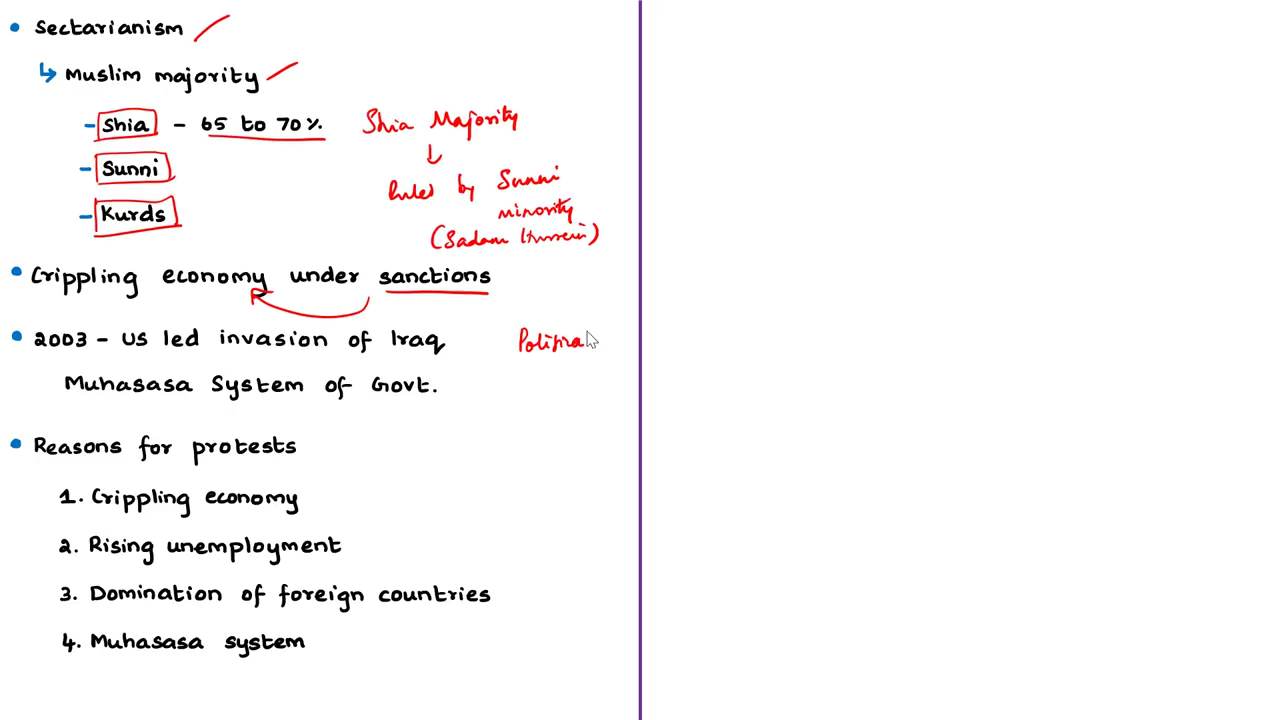 • Sectarianism
↳ Muslim majority
- Shia - 65 to 70%. Shia Majority
↓
- Sunni
Ruled by Sunni
minority
- Kurds
(Sadam Hussein)
• Crippling economy under sanctions
• 2003 - US led invasion of Iraq Politica
Muhasasa System of Govt.
• Reasons for protests
1. Crippling economy
2. Rising unemployment
3. Domination of foreign countries
4. Muhasasa system